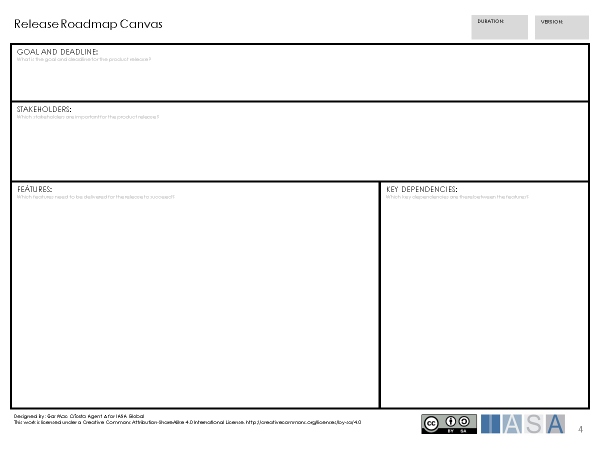 Release Roadmap Canvas
DURATION:
VERSION:
GOAL AND DEADLINE:
What is the goal and deadline for the product release?
STAKEHOLDERS:
Which stakeholders are important for the product release?
FEATURES:
Which features need to be delivered for the release to succeed?
KEY DEPENDENCIES:
Which key dependencies are there between the features?
Designed By: Gar Mac Críosta Agent A for IASA Global
This work is licensed under a Creative Commons Attribution-ShareAlike 4.0 International License. http://creativecommons.org/licenses/by-sa/4.0
cc
BY SA
IASA
4